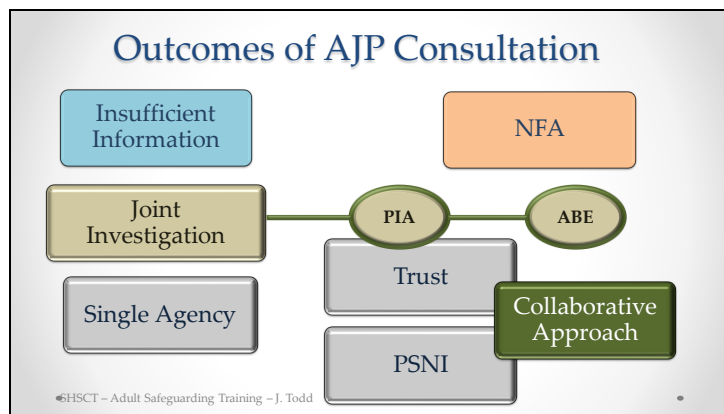 Outcomes of AJP Consultation
Insufficient
Information
NFA
Joint
Investigation
PIA
ABE
Trust
Single Agency
Collaborative
Approach
PSNI
SHSCT – Adult Safeguarding Training – J. Todd